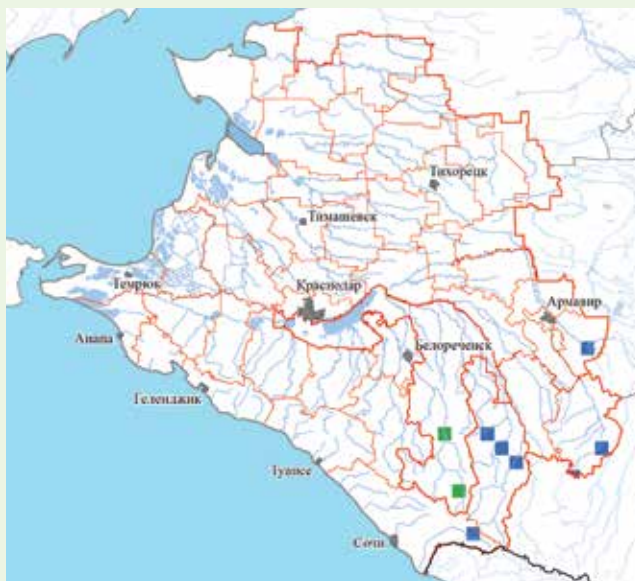 Тихорецк
Тимашевск
Краснодар
Темрюк
Армавир
Анапа
Белореченск
Геленджик
Туапсе
Сочи